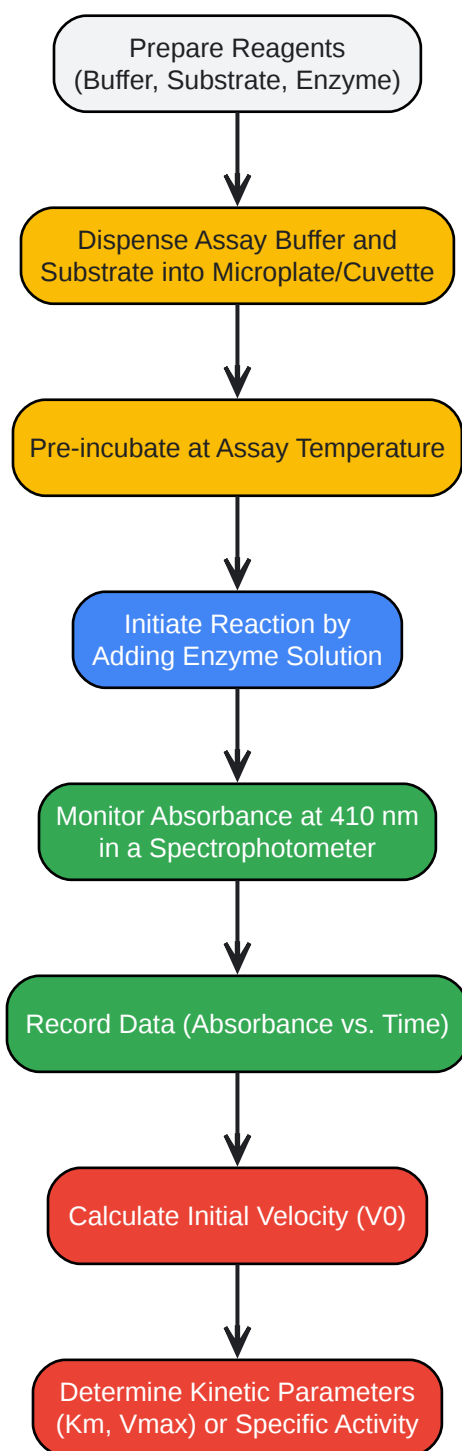 Prepare Reagents
(Buffer, Substrate, Enzyme)
Dispense Assay Buffer and
Substrate into Microplate/Cuvette
Pre-incubate at Assay Temperature
Initiate Reaction by
Adding Enzyme Solution
Monitor Absorbance at 410 nm
in a Spectrophotometer
Record Data (Absorbance vs. Time)
Calculate Initial Velocity (V0)
Determine Kinetic Parameters
(Km, Vmax) or Specific Activity